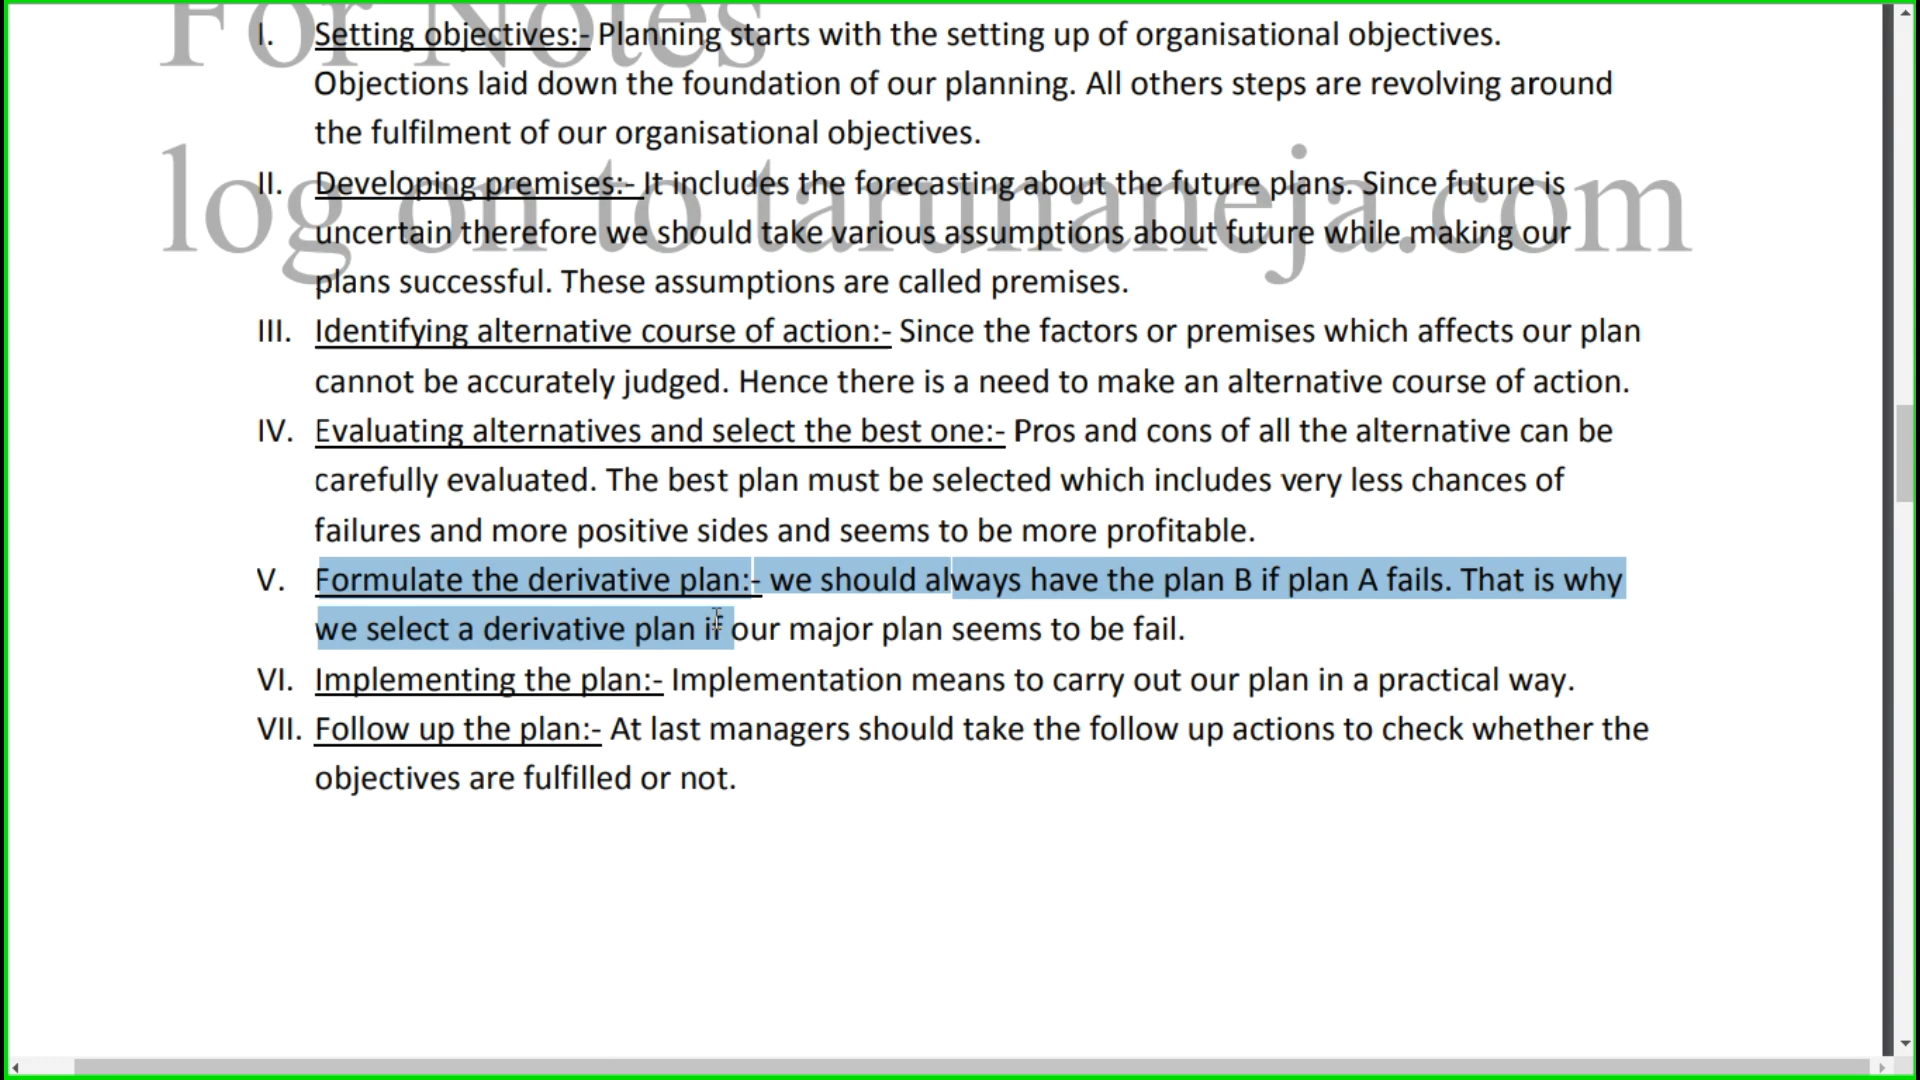 For Notes
I. Setting objectives:- Planning starts with the setting up of organisational objectives.
Objections laid down the foundation of our planning. All others steps are revolving around
the fulfilment of our organisational objectives.
log on to tarunaneja.com
II. Developing premises:- It includes the forecasting about the future plans. Since future is
uncertain therefore we should take various assumptions about future while making our
plans successful. These assumptions are called premises.
III. Identifying alternative course of action:- Since the factors or premises which affects our plan
cannot be accurately judged. Hence there is a need to make an alternative course of action.
IV. Evaluating alternatives and select the best one:- Pros and cons of all the alternative can be
carefully evaluated. The best plan must be selected which includes very less chances of
failures and more positive sides and seems to be more profitable.
V. Formulate the derivative plan:- we should always have the plan B if plan A fails. That is why
we select a derivative plan if our major plan seems to be fail.
VI. Implementing the plan:- Implementation means to carry out our plan in a practical way.
VII. Follow up the plan:- At last managers should take the follow up actions to check whether the
objectives are fulfilled or not.